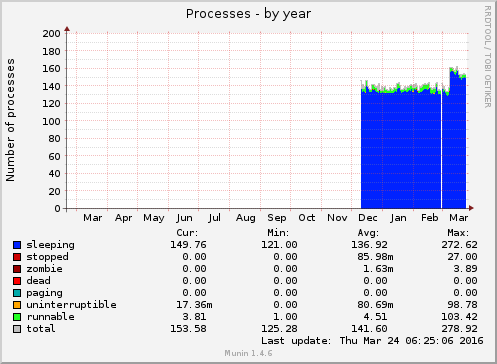 Processes - by year
RRDTOOL / TOBI OETIKER
Number of processes
200
180
160
140
120
100
80
60
40
20
0
Mar Apr May Jun Jul Aug Sep Oct Nov Dec Jan Feb Mar
Cur: Min: Avg: Max:
sleeping 149.76 121.00 136.92 272.62
stopped 0.00 0.00 85.98m 27.00
zombie 0.00 0.00 1.63m 3.89
dead 0.00 0.00 0.00 0.00
paging 0.00 0.00 0.00 0.00
uninterruptible 17.36m 0.00 80.69m 98.78
runnable 3.81 1.00 4.51 103.42
total 153.58 125.28 141.60 278.92
Last update: Thu Mar 24 06:25:06 2016
Munin 1.4.6